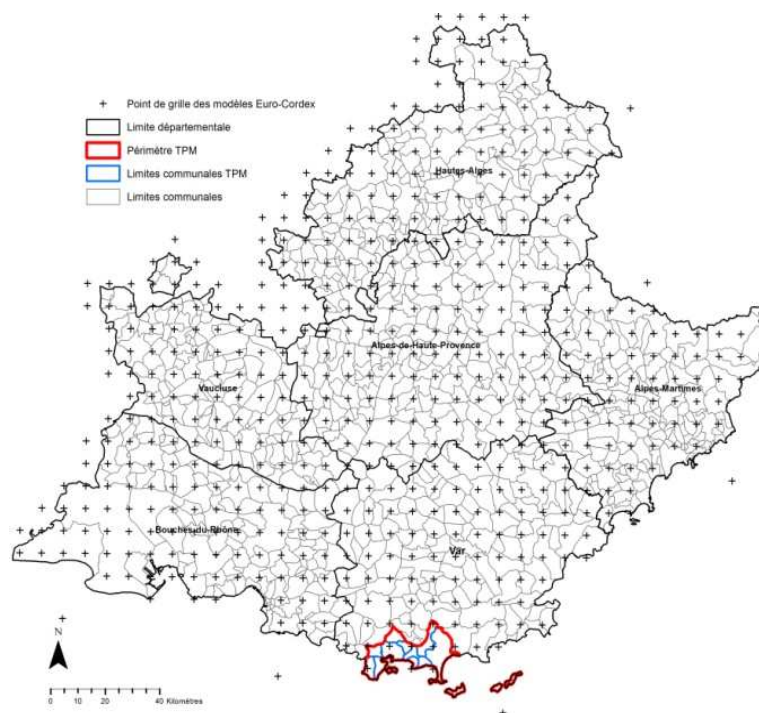 Point de grille des modèles Euro-Cordex
Limite départementale
Périmètre TPM
Limites communales TPM
Limites communales
Hautes-Alpes
Alpes-de-Haute-Provence
Vaucluse
Alpes-Martimes
Bouches-du-Rhône
Var
N
0 10 20 40 Kilomètres